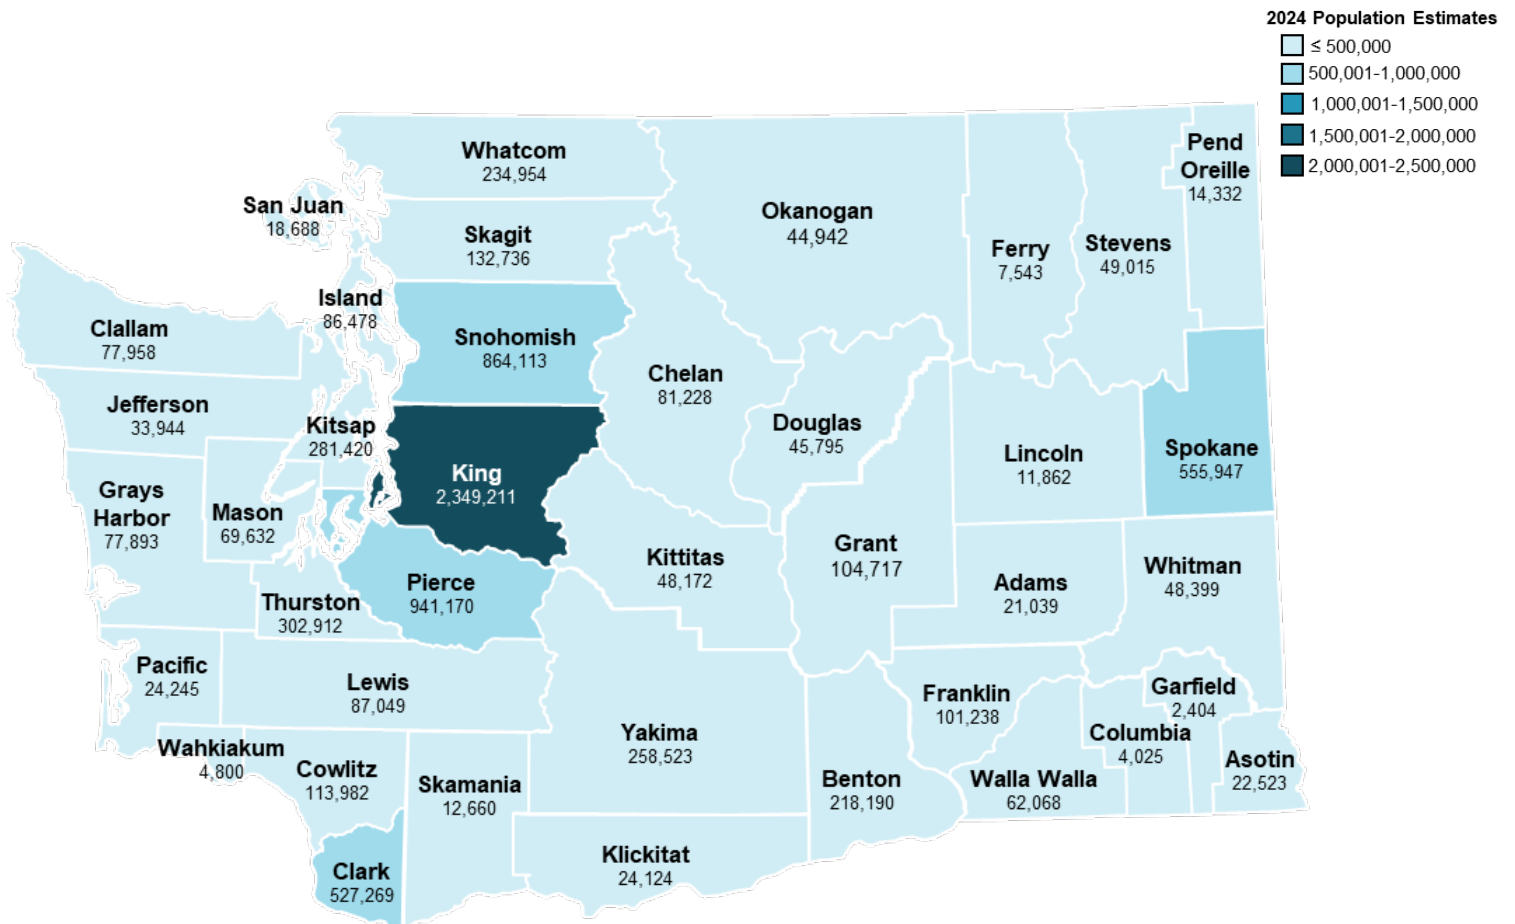 2024 Population Estimates
≤ 500,000
500,001-1,000,000
1,000,001-1,500,000
1,500,001-2,000,000
2,000,001-2,500,000
Whatcom
234,954
San Juan
18,688
Skagit
132,736
Okanogan
44,942
Ferry
7,543
Stevens
49,015
Pend
Oreille
14,332
Island
86,478
Clallam
77,958
Snohomish
864,113
Chelan
81,228
Jefferson
33,944
Kitsap
281,420
Douglas
45,795
Lincoln
11,862
Spokane
555,947
King
2,349,211
Grays
Harbor
77,893
Mason
69,632
Kittitas
48,172
Grant
104,717
Adams
21,039
Whitman
48,399
Thurston
302,912
Pierce
941,170
Pacific
24,245
Lewis
87,049
Yakima
258,523
Franklin
101,238
Garfield
2,404
Columbia
4,025
Asotin
22,523
Wahkiakum
4,800
Cowlitz
113,982
Skamania
12,660
Benton
218,190
Walla Walla
62,068
Klickitat
24,124
Clark
527,269